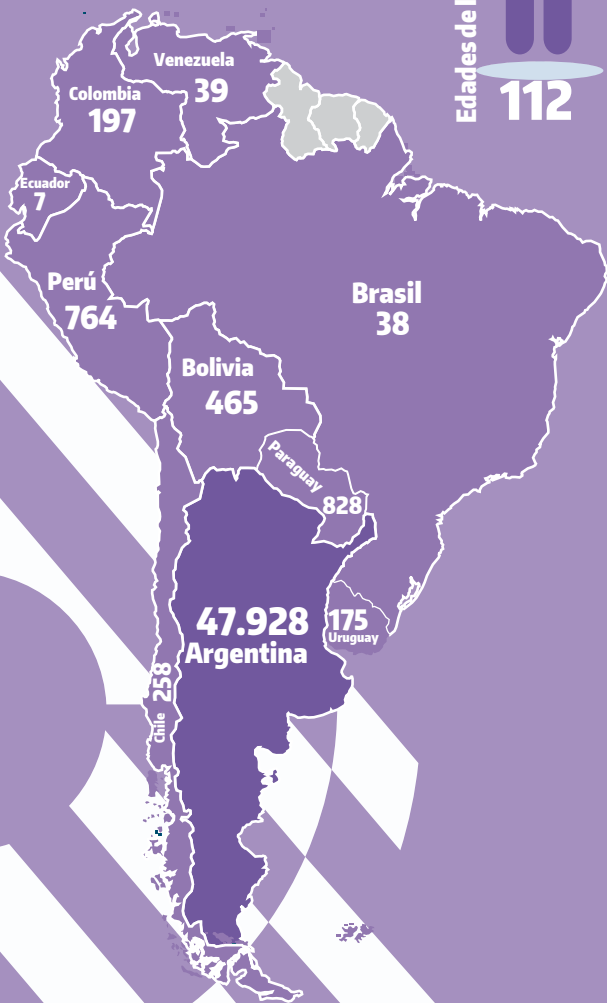 Edades de l
112
Venezuela
39
Colombia
197
Ecuador
7
Perú
764
Brasil
38
Bolivia
465
Paraguay
828
47.928
Argentina
175
Uruguay
Chile 258